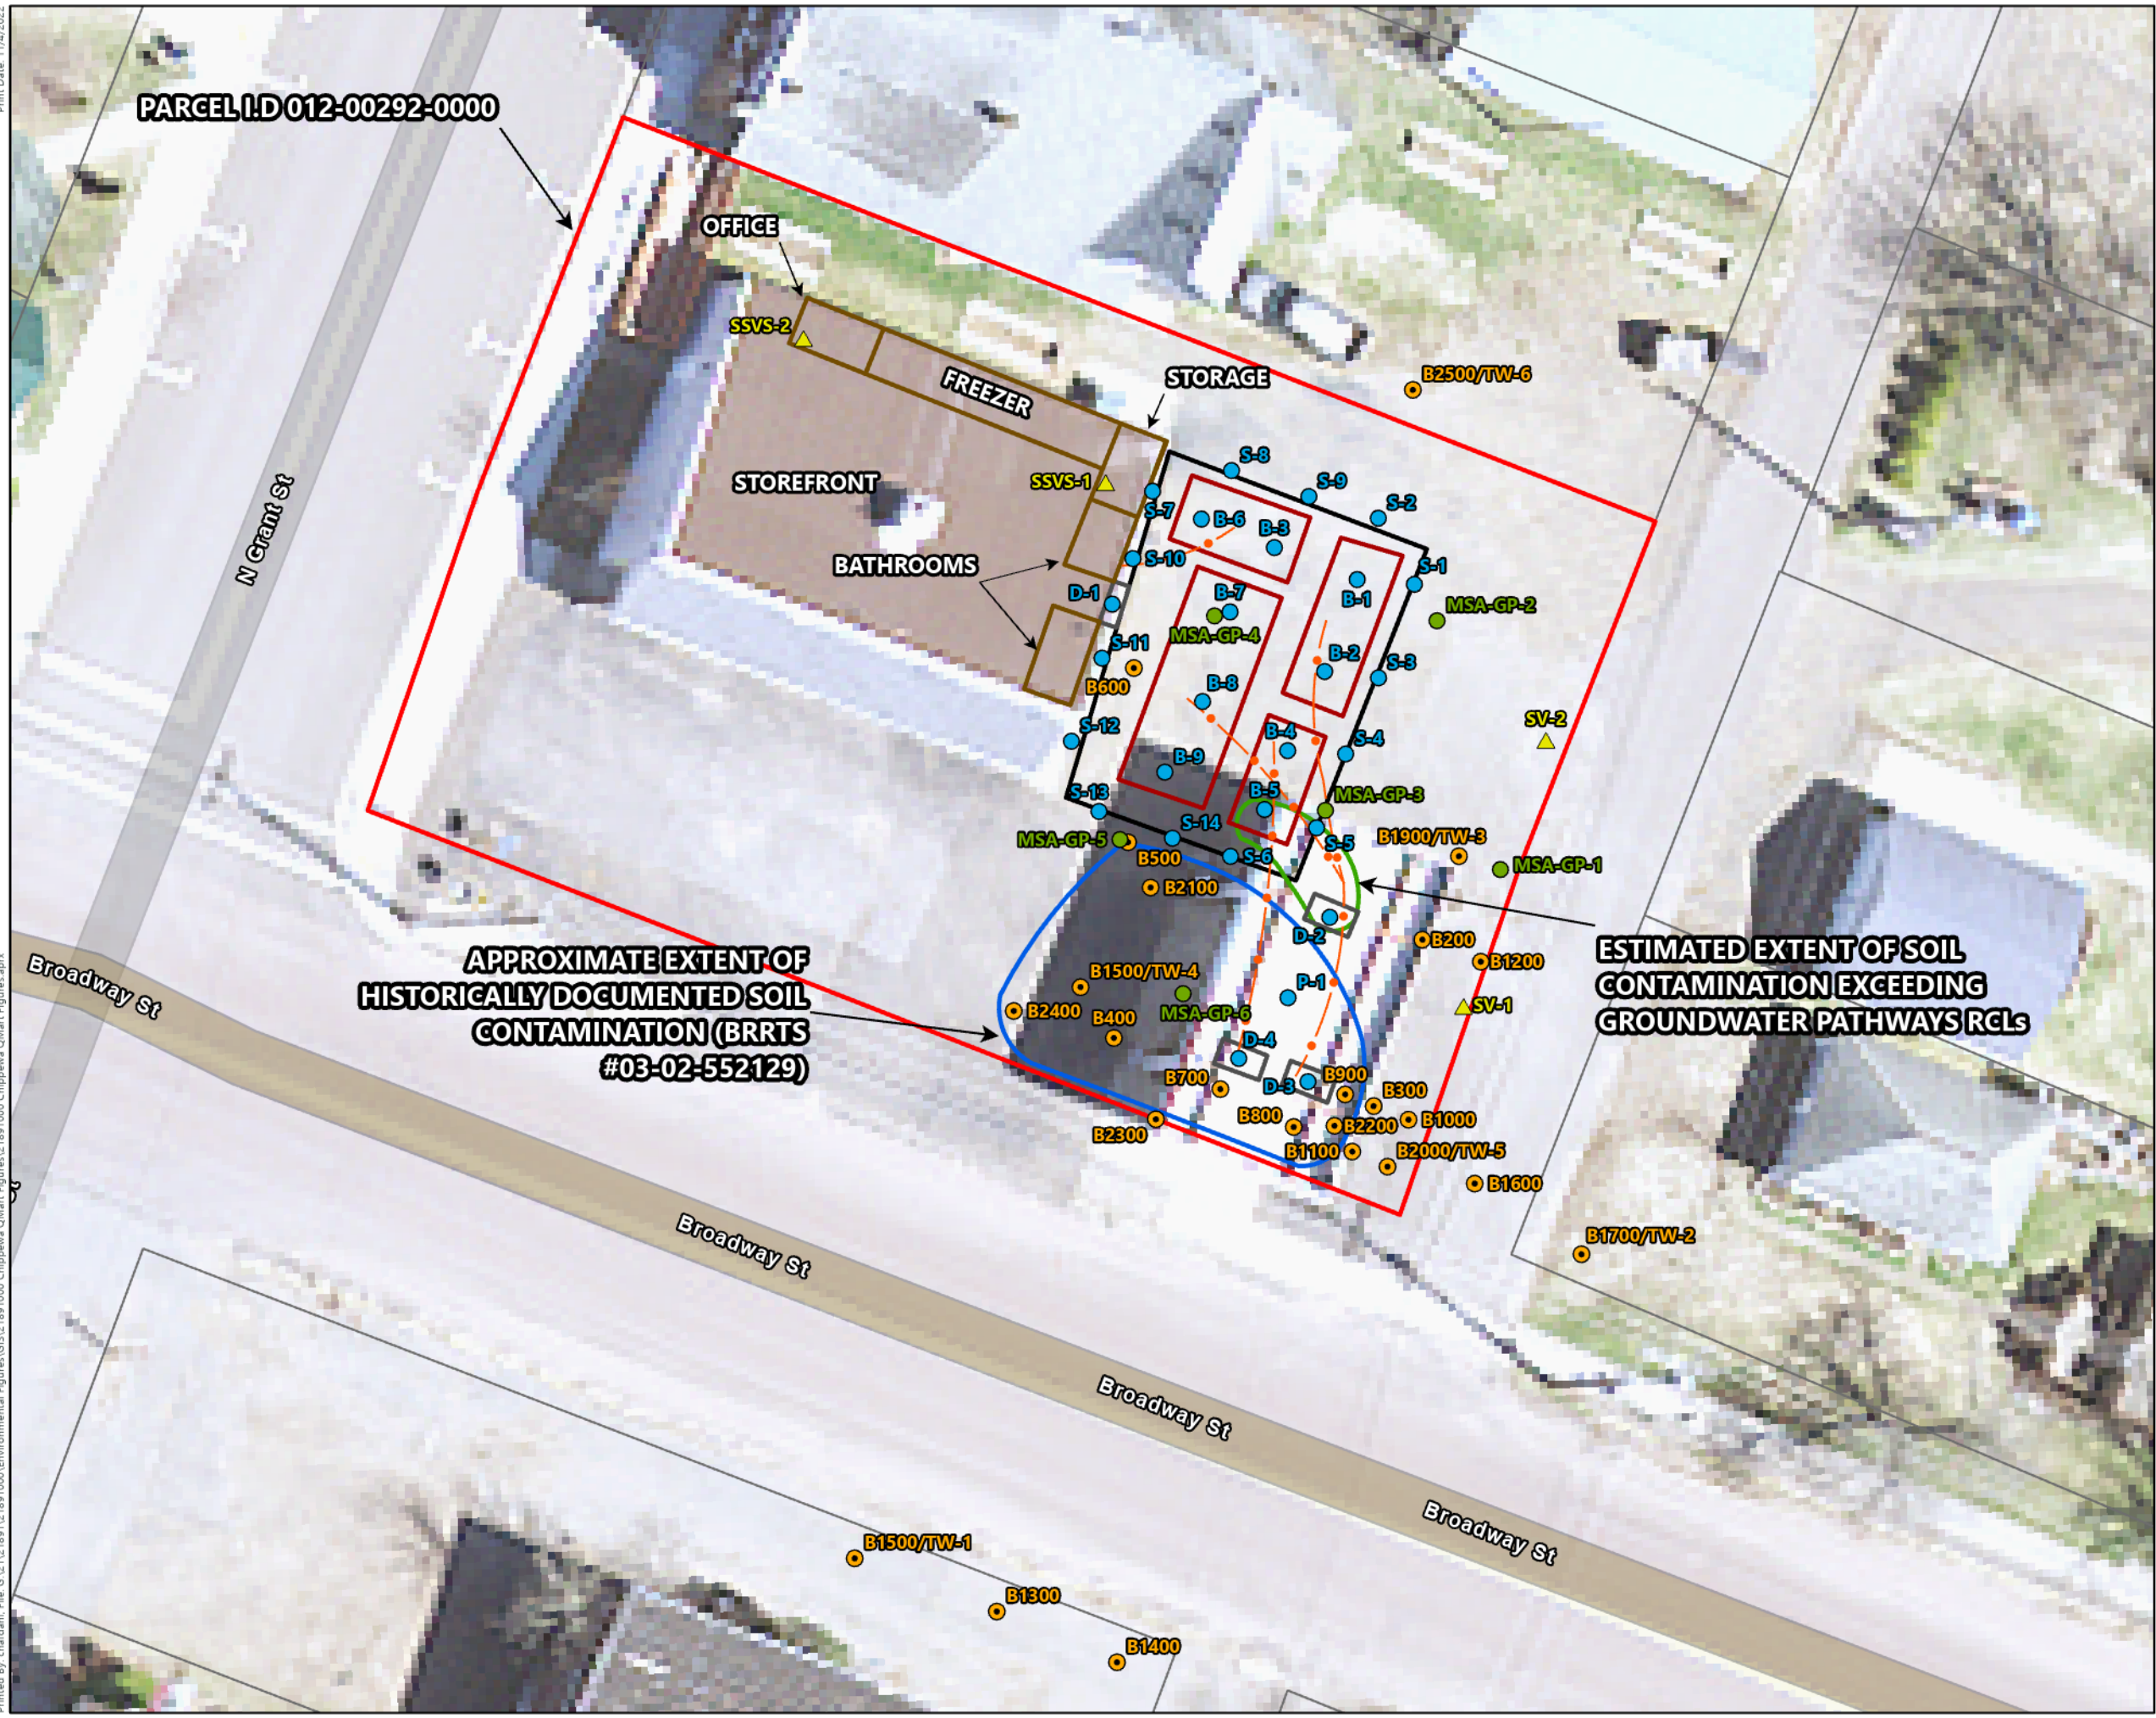 Print Date: 11/4/2022
PARCEL I.D 012-00292-0000
OFFICE
SSVS-2
FREEZER
STORAGE
B2500/TW-6
STOREFRONT
SSVS-1
S-8
S-9
S-2
S-7
B-6
B-3
N Grant St
BATHROOMS
S-10
S-1
D-1
B-7
B-1
MSA-GP-2
MSA-GP-4
S-11
B-2
S-3
B600
B-8
SV-2
S-12
B-4
S-4
B-9
S-13
B-5
MSA-GP-3
MSA-GP-5
S-14
B500
S-6
S-5
B1900/TW-3
MSA-GP-1
B2100
D-2
B200
B1200
Broadway St
APPROXIMATE EXTENT OF
HISTORICALLY DOCUMENTED SOIL
CONTAMINATION (BRRTS
#03-02-552129)
ESTIMATED EXTENT OF SOIL
CONTAMINATION EXCEEDING
GROUNDWATER PATHWAYS RCLs
B1500/TW-4
P-1
SV-1
B2400
B400
MSA-GP-6
D-4
B700
D-3
B900
B300
B800
B2200
B1000
B2300
B1100
B2000/TW-5
B1600
B1700/TW-2
Broadway St
Broadway St
Broadway St
B1500/TW-1
B1300
B1400